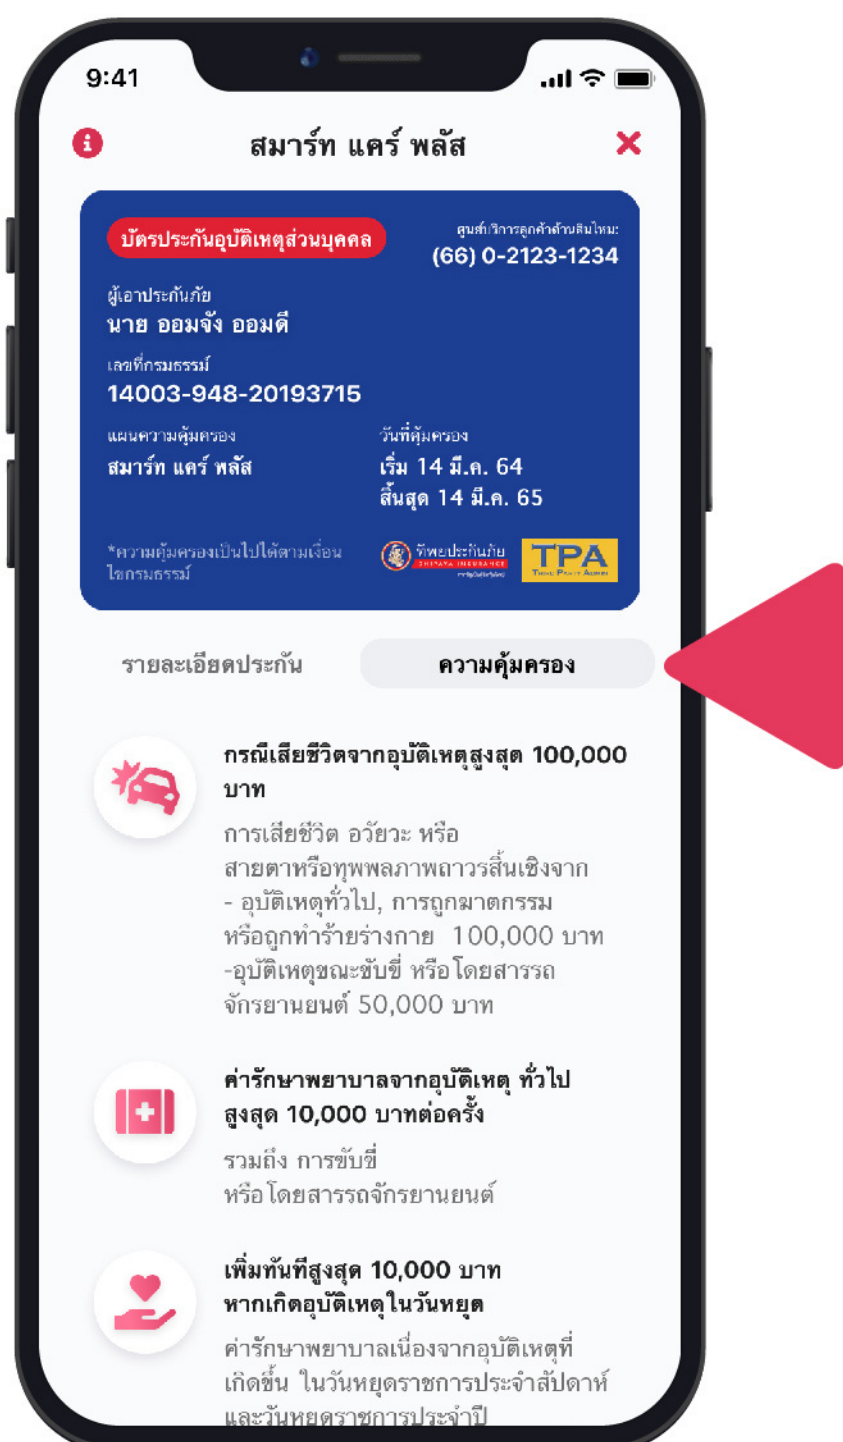 9:41
สมาร์ท แคร์ พลัส
บัตรประกันอุบัติเหตุส่วนบุคคล
ศูนย์บริการลูกค้าด้านสินไหม:
(66) 0-2123-1234
ผู้เอาประกันภัย
นาย ออมจัง ออมดี
เลขที่กรมธรรม์
14003-948-20193715
แผนความคุ้มครอง
สมาร์ท แคร์ พลัส
วันที่คุ้มครอง
เริ่ม 14 มี.ค. 64
สิ้นสุด 14 มี.ค. 65
*ความคุ้มครองเป็นไปได้ตามเงื่อน
ไขกรมธรรม์
ทิพยประกันภัย
DHIPAYA INSURANCE
TPA
รายละเอียดประกัน
ความคุ้มครอง
กรณีเสียชีวิตจากอุบัติเหตุสูงสุด 100,000
บาท
การเสียชีวิต อวัยวะ หรือ
สายตาหรือทุพพลภาพถาวรสิ้นเชิงจาก
- อุบัติเหตุทั่วไป, การถูกฆาตกรรม
หรือถูกทำร้ายร่างกาย 100,000 บาท
-อุบัติเหตุขณะขับขี่ หรือโดยสารรถ
จักรยานยนต์ 50,000 บาท
ค่ารักษาพยาบาลจากอุบัติเหตุ ทั่วไป
สูงสุด 10,000 บาทต่อครั้ง
รวมถึง การขับขี่
หรือโดยสารรถจักรยานยนต์
เพิ่มทันทีสูงสุด 10,000 บาท
หากเกิดอุบัติเหตุในวันหยุด
ค่ารักษาพยาบาลเนื่องจากอุบัติเหตุที่
เกิดขึ้น ในวันหยุดราชการประจำสัปดาห์
และวันหยุดราชการประจำปี